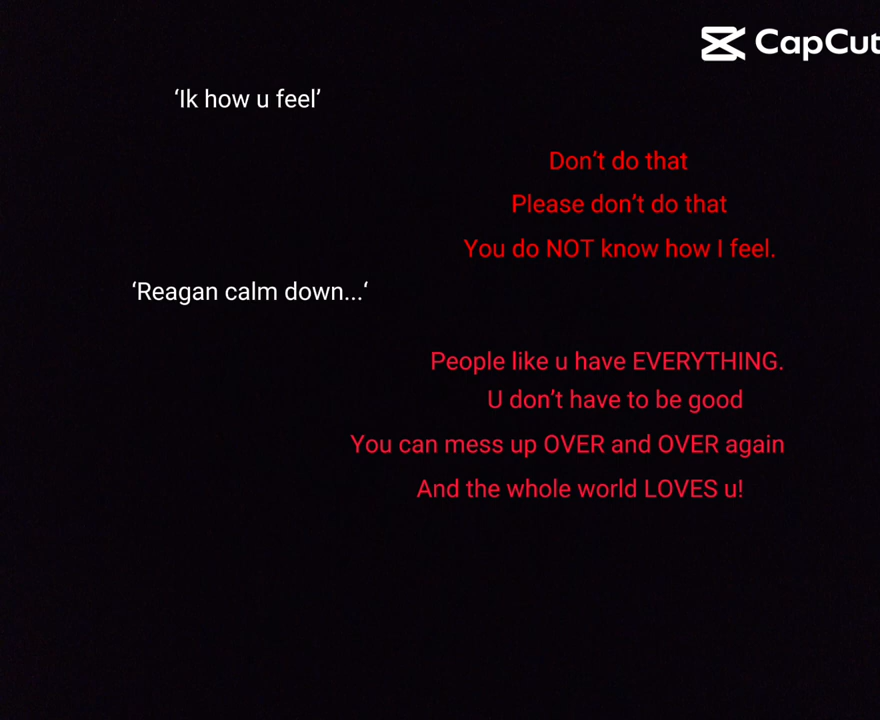 CapCut
‘Ik how u feel’
Don’t do that
Please don’t do that
You do NOT know how I feel.
‘Reagan calm down...‘
People like u have EVERYTHING.
U don’t have to be good
You can mess up OVER and OVER again
And the whole world LOVES u!